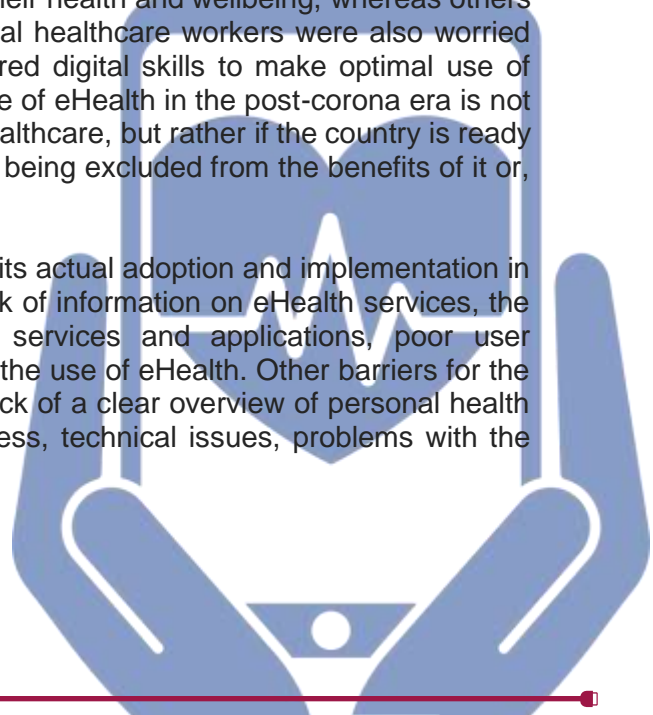 their health and wellbeing, whereas others
al healthcare workers were also worried
red digital skills to make optimal use of
e of eHealth in the post-corona era is not
althcare, but rather if the country is ready
being excluded from the benefits of it or,
its actual adoption and implementation in
k of information on eHealth services, the
services and applications, poor user
the use of eHealth. Other barriers for the
ck of a clear overview of personal health
ess, technical issues, problems with the